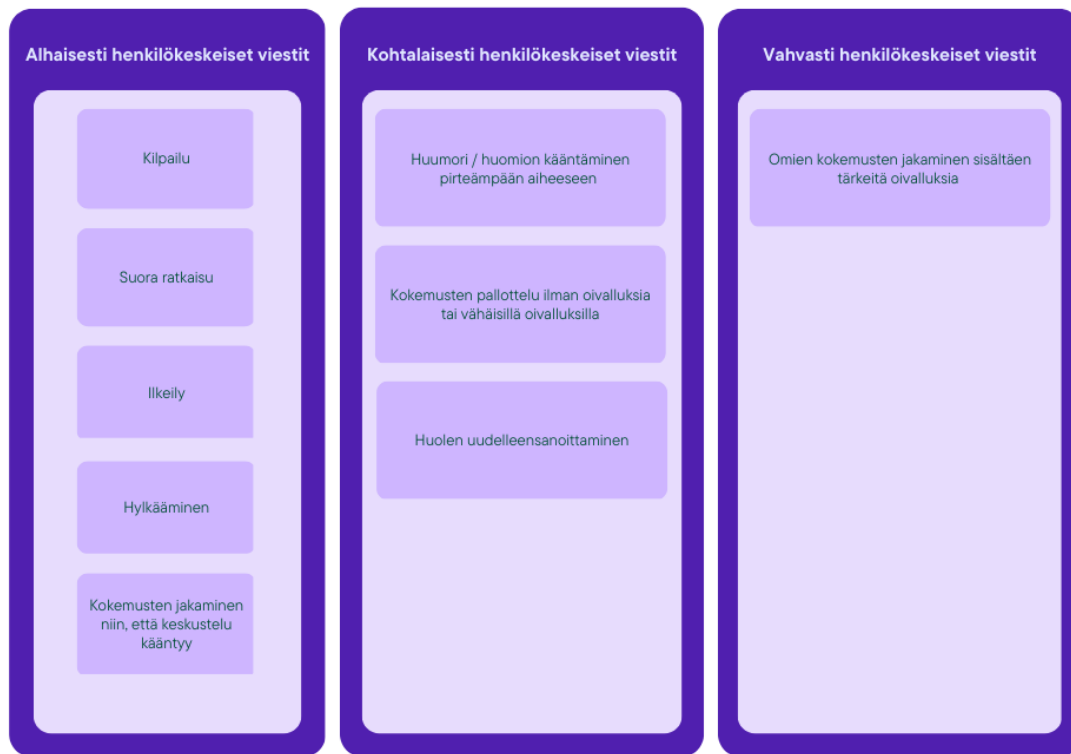 Alhaisesti henkilökeskeiset viestit
Kilpailu
Suora ratkaisu
Ilkeily
Hylkääminen
Kokemusten jakaminen
niin, että keskustelu
kääntyy
Kohtalaisesti henkilökeskeiset viestit
Huumori / huomion kääntäminen
pirteämpään aiheeseen
Kokemusten pallottelu ilman oivalluksia
tai vähäisillä oivalluksilla
Huolen uudelleensanoittaminen
Vahvasti henkilökeskeiset viestit
Omien kokemusten jakaminen sisältäen
tärkeitä oivalluksia